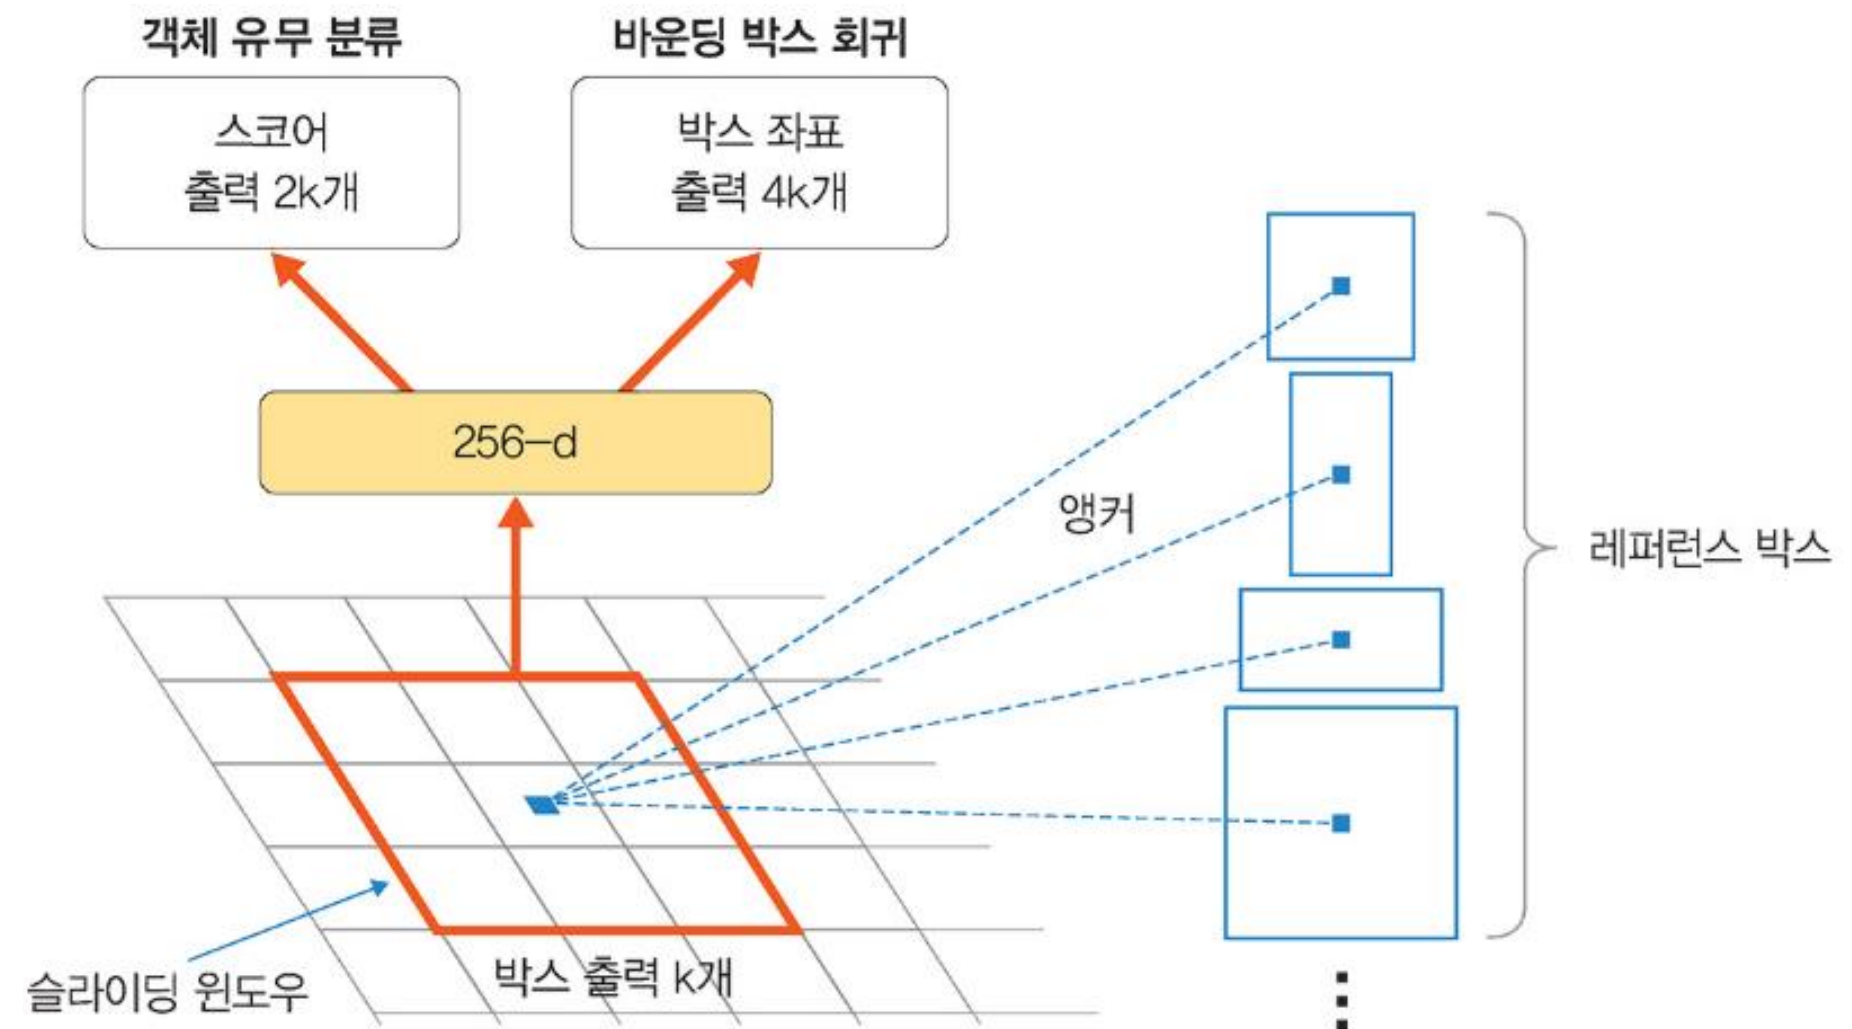 객체 유무 분류
바운딩 박스 회귀
스코어
출력 2k개
박스 좌표
출력 4k개
256-d
앵커
레퍼런스 박스
슬라이딩 윈도우
박스 출력 k개